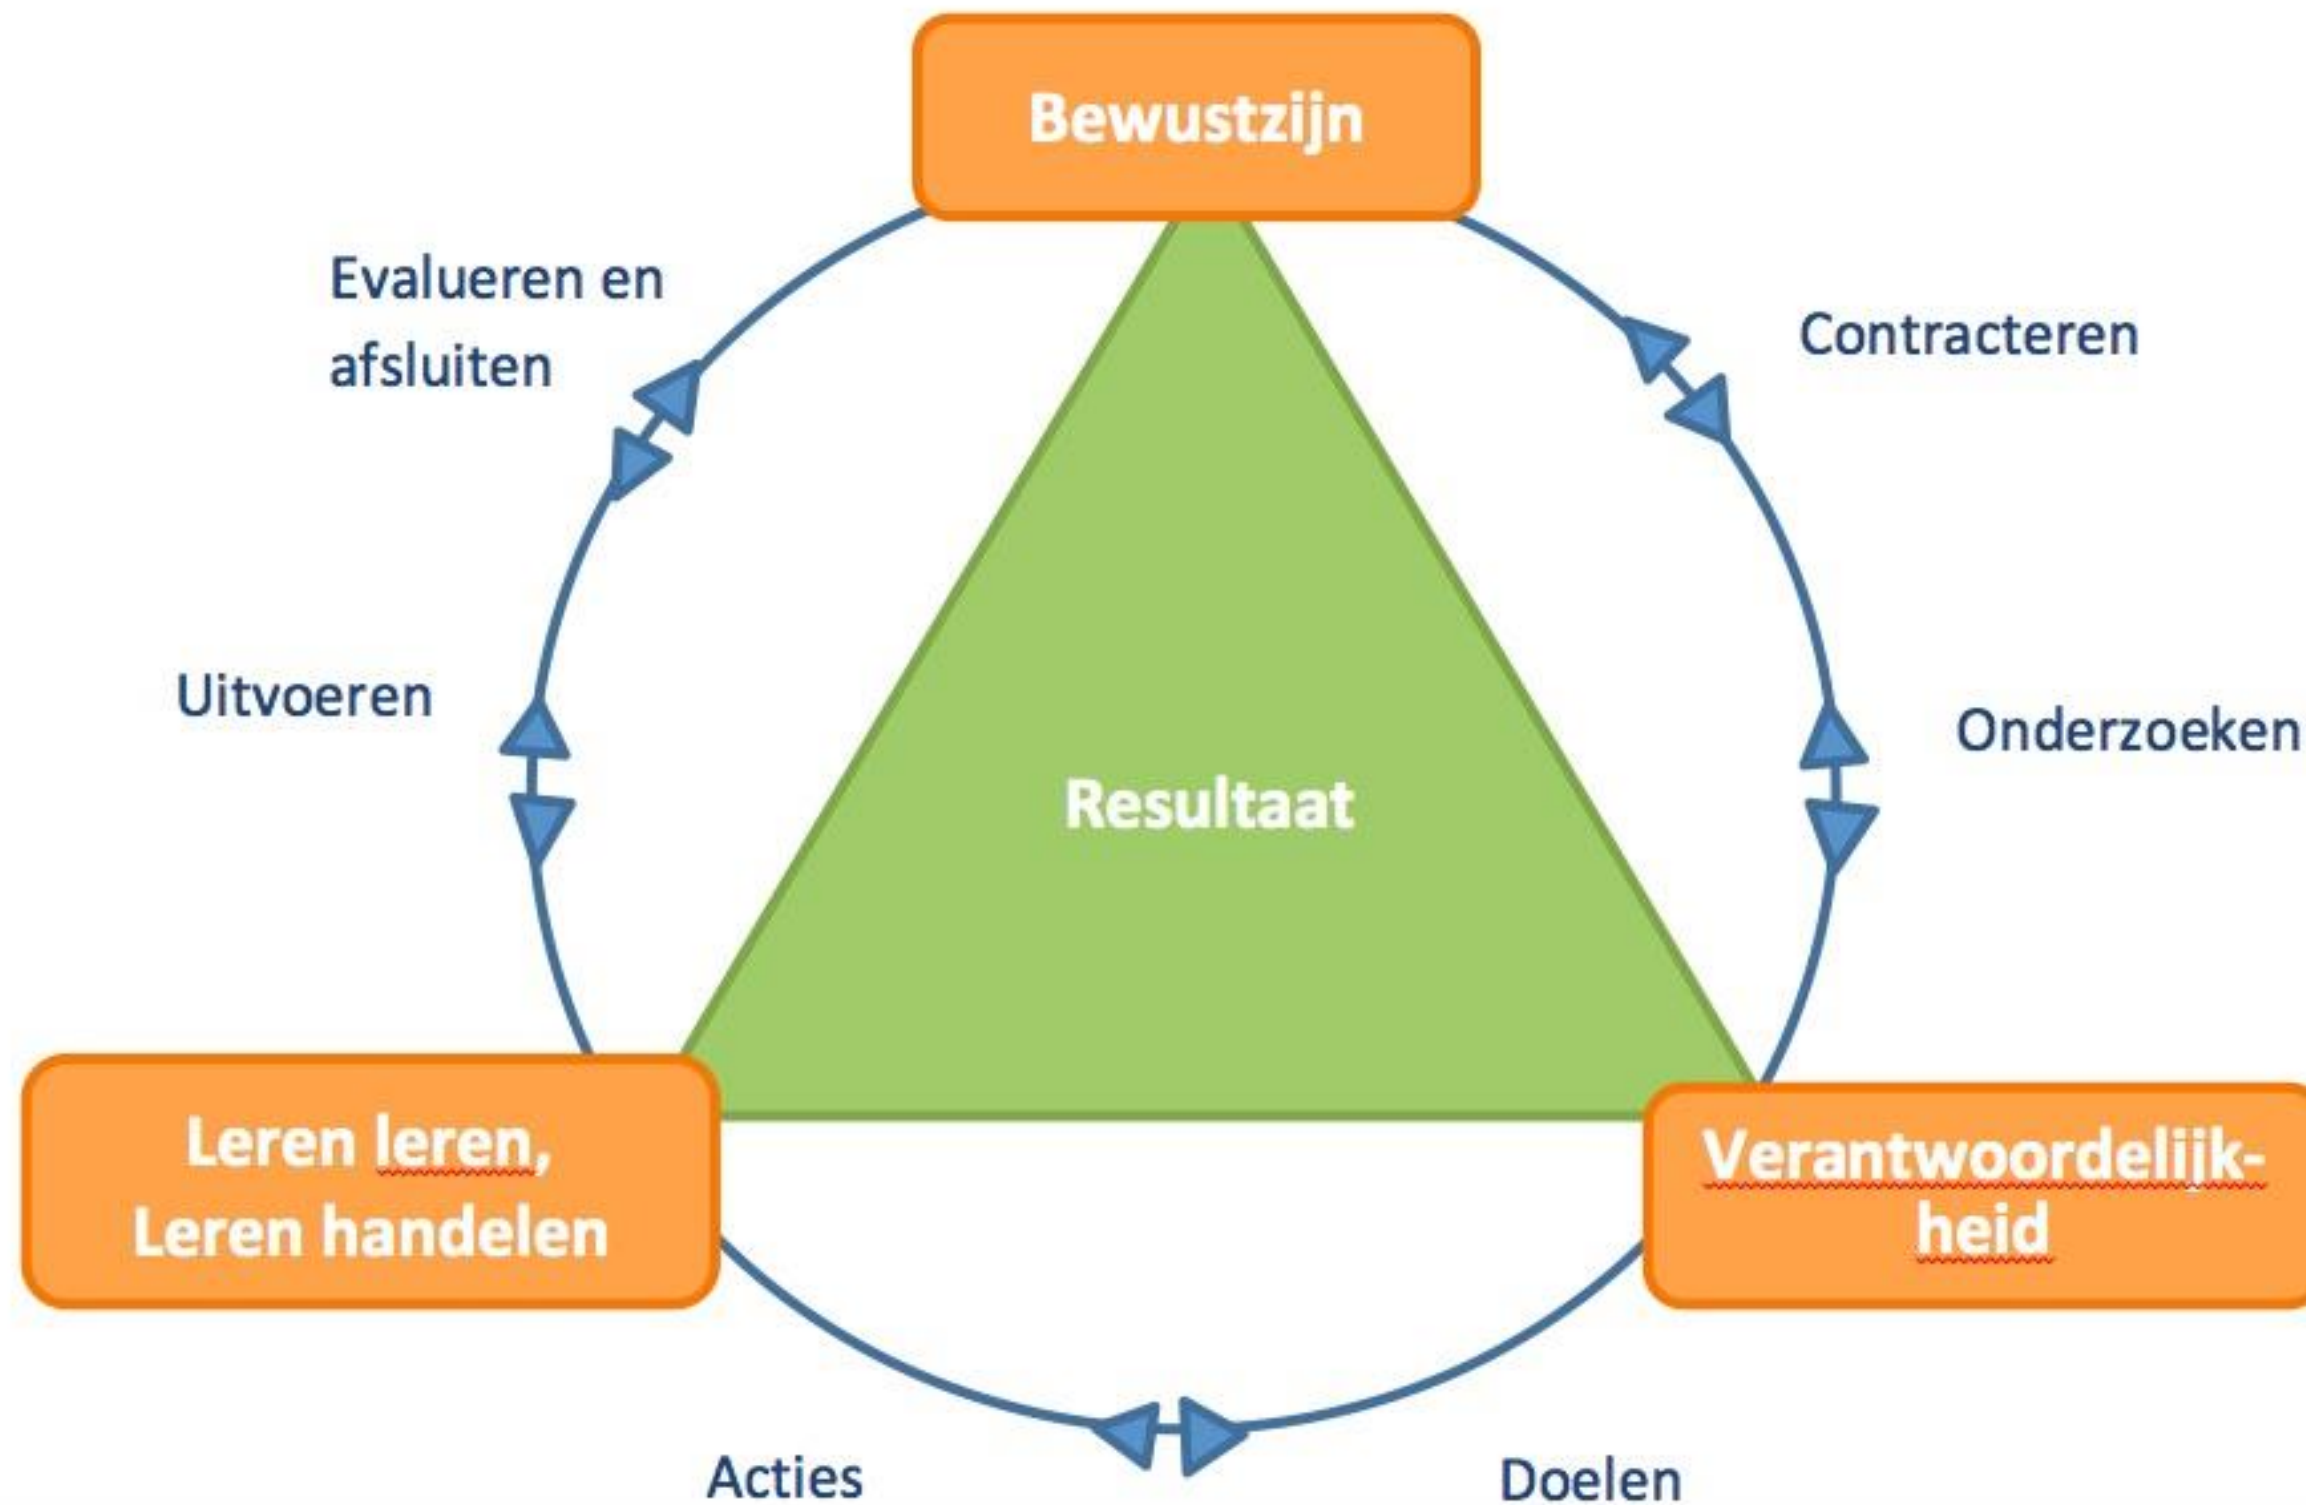 Bewustzijn
Evalueren en
afsluiten
Contracteren
Uitvoeren
Onderzoeken
Resultaat
Leren leren,
Leren handelen
Verantwoordelijk-
heid
Acties
Doelen